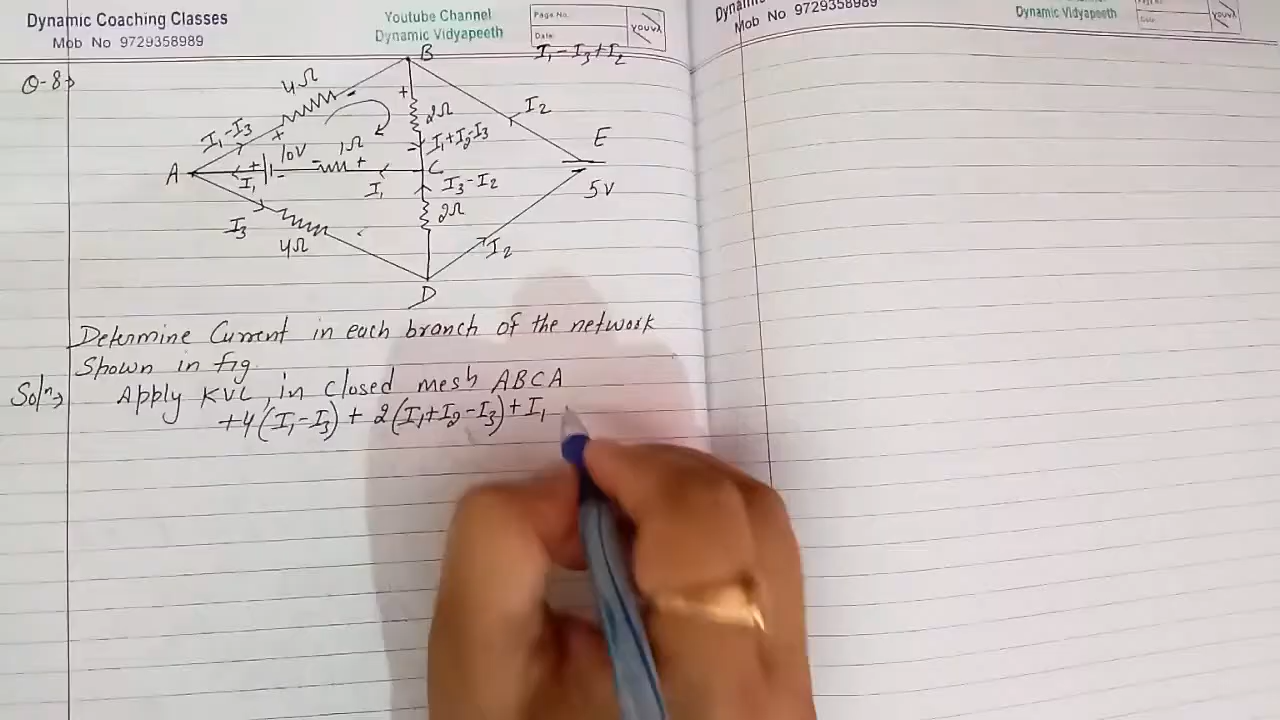 Dynamic Coaching Classes
Mob No 9729358989
Youtube Channel
Dynamic Vidyapeeth
Page No.
Date
YOUVA
Mob No 9729358989
Dynamic Vidyapeeth
Date
YOUVA
Q-8
B
I₁-I₃+I₂
4Ω
+
-
+
2Ω
I₂
I₁-I₃
+
10V
-
1Ω
-
+
I₁+I₂-I₃
E
A
I₁
I₁
C
I₃-I₂
5V
I₃
4Ω
2Ω
I₂
D
Determine Current in each branch of the network
Shown in fig.
Solⁿ⇒ Apply KVL, in Closed mesh ABCA
+4(I₁-I₃) + 2(I₁+I₂-I₃) + I₁